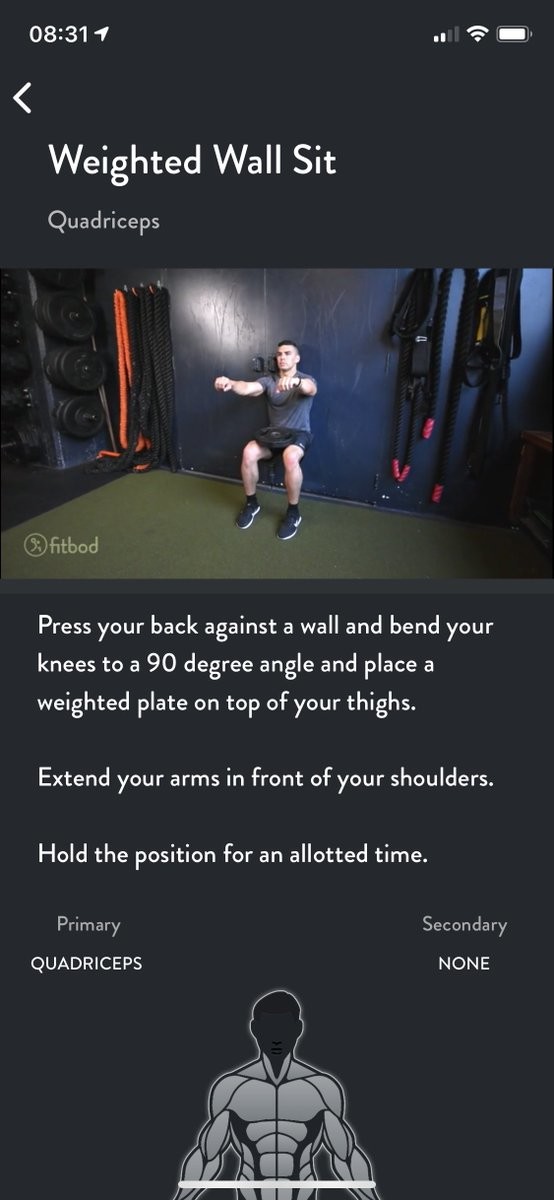 08:31
Weighted Wall Sit
Quadriceps
fitbod
Press your back against a wall and bend your
knees to a 90 degree angle and place a
weighted plate on top of your thighs.
Extend your arms in front of your shoulders.
Hold the position for an allotted time.
Primary
Secondary
QUADRICEPS
NONE